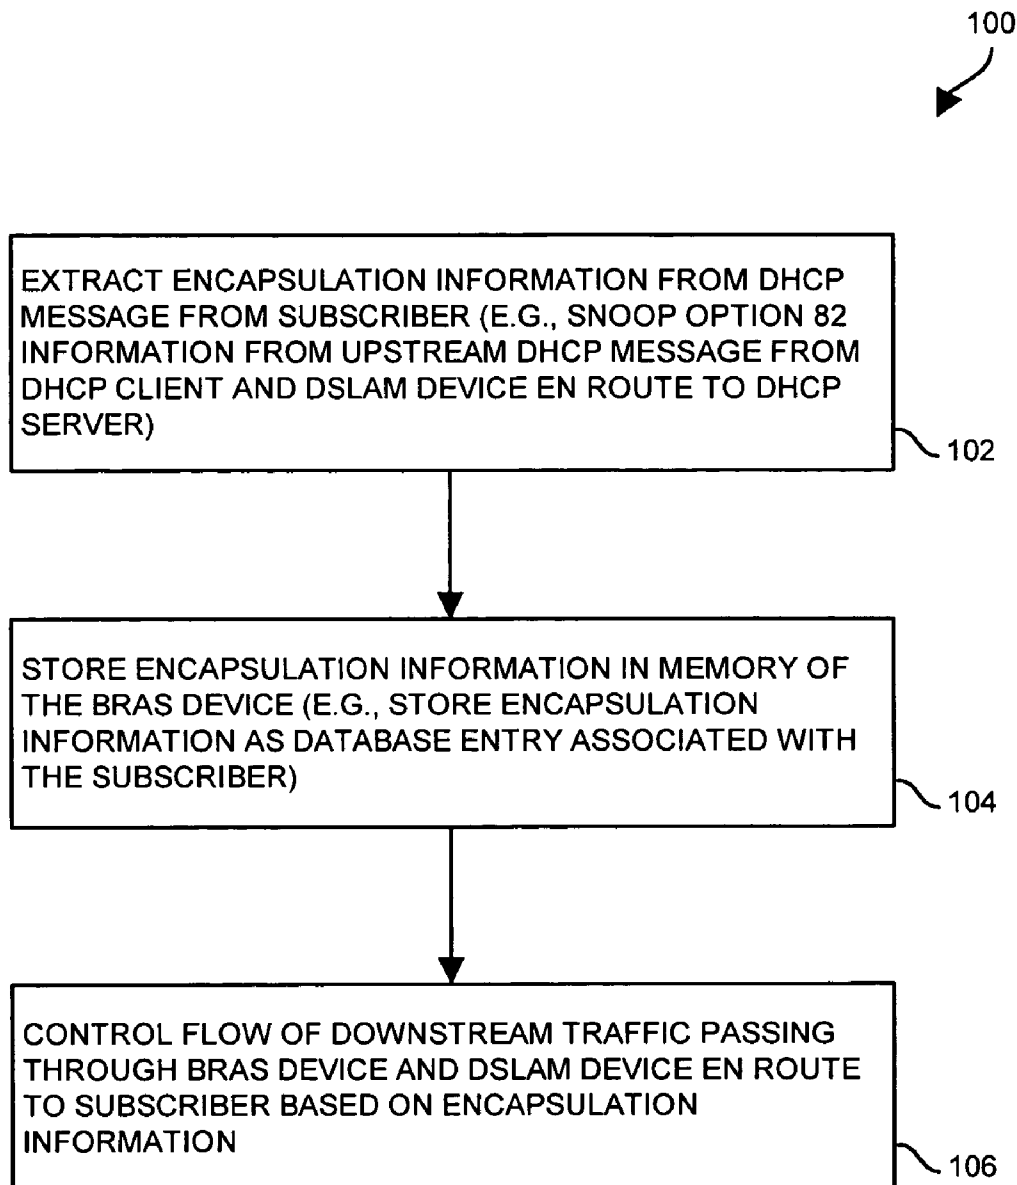 100
EXTRACT ENCAPSULATION INFORMATION FROM DHCP
MESSAGE FROM SUBSCRIBER (E.G., SNOOP OPTION 82
INFORMATION FROM UPSTREAM DHCP MESSAGE FROM
DHCP CLIENT AND DSLAM DEVICE EN ROUTE TO DHCP
SERVER)
102
STORE ENCAPSULATION INFORMATION IN MEMORY OF
THE BRAS DEVICE (E.G., STORE ENCAPSULATION
INFORMATION AS DATABASE ENTRY ASSOCIATED WITH
THE SUBSCRIBER)
104
CONTROL FLOW OF DOWNSTREAM TRAFFIC PASSING
THROUGH BRAS DEVICE AND DSLAM DEVICE EN ROUTE
TO SUBSCRIBER BASED ON ENCAPSULATION
INFORMATION
106